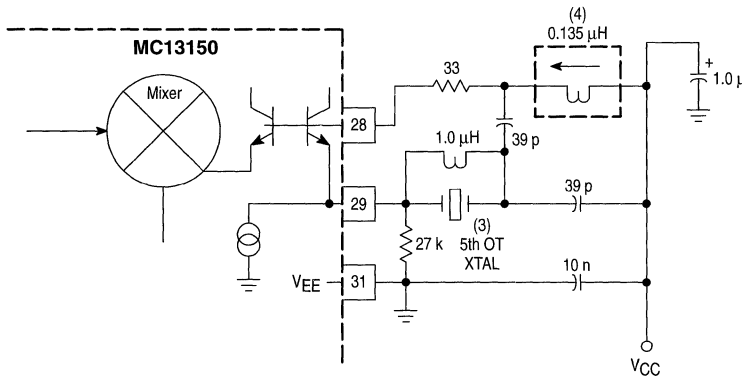 (4)
0.135 μH
MC13150
+
1.0 μ
Mixer
33
28
39 p
1.0 μH
29
39 p
(3)
5th OT
XTAL
27 k
10 n
VEE
31
VCC